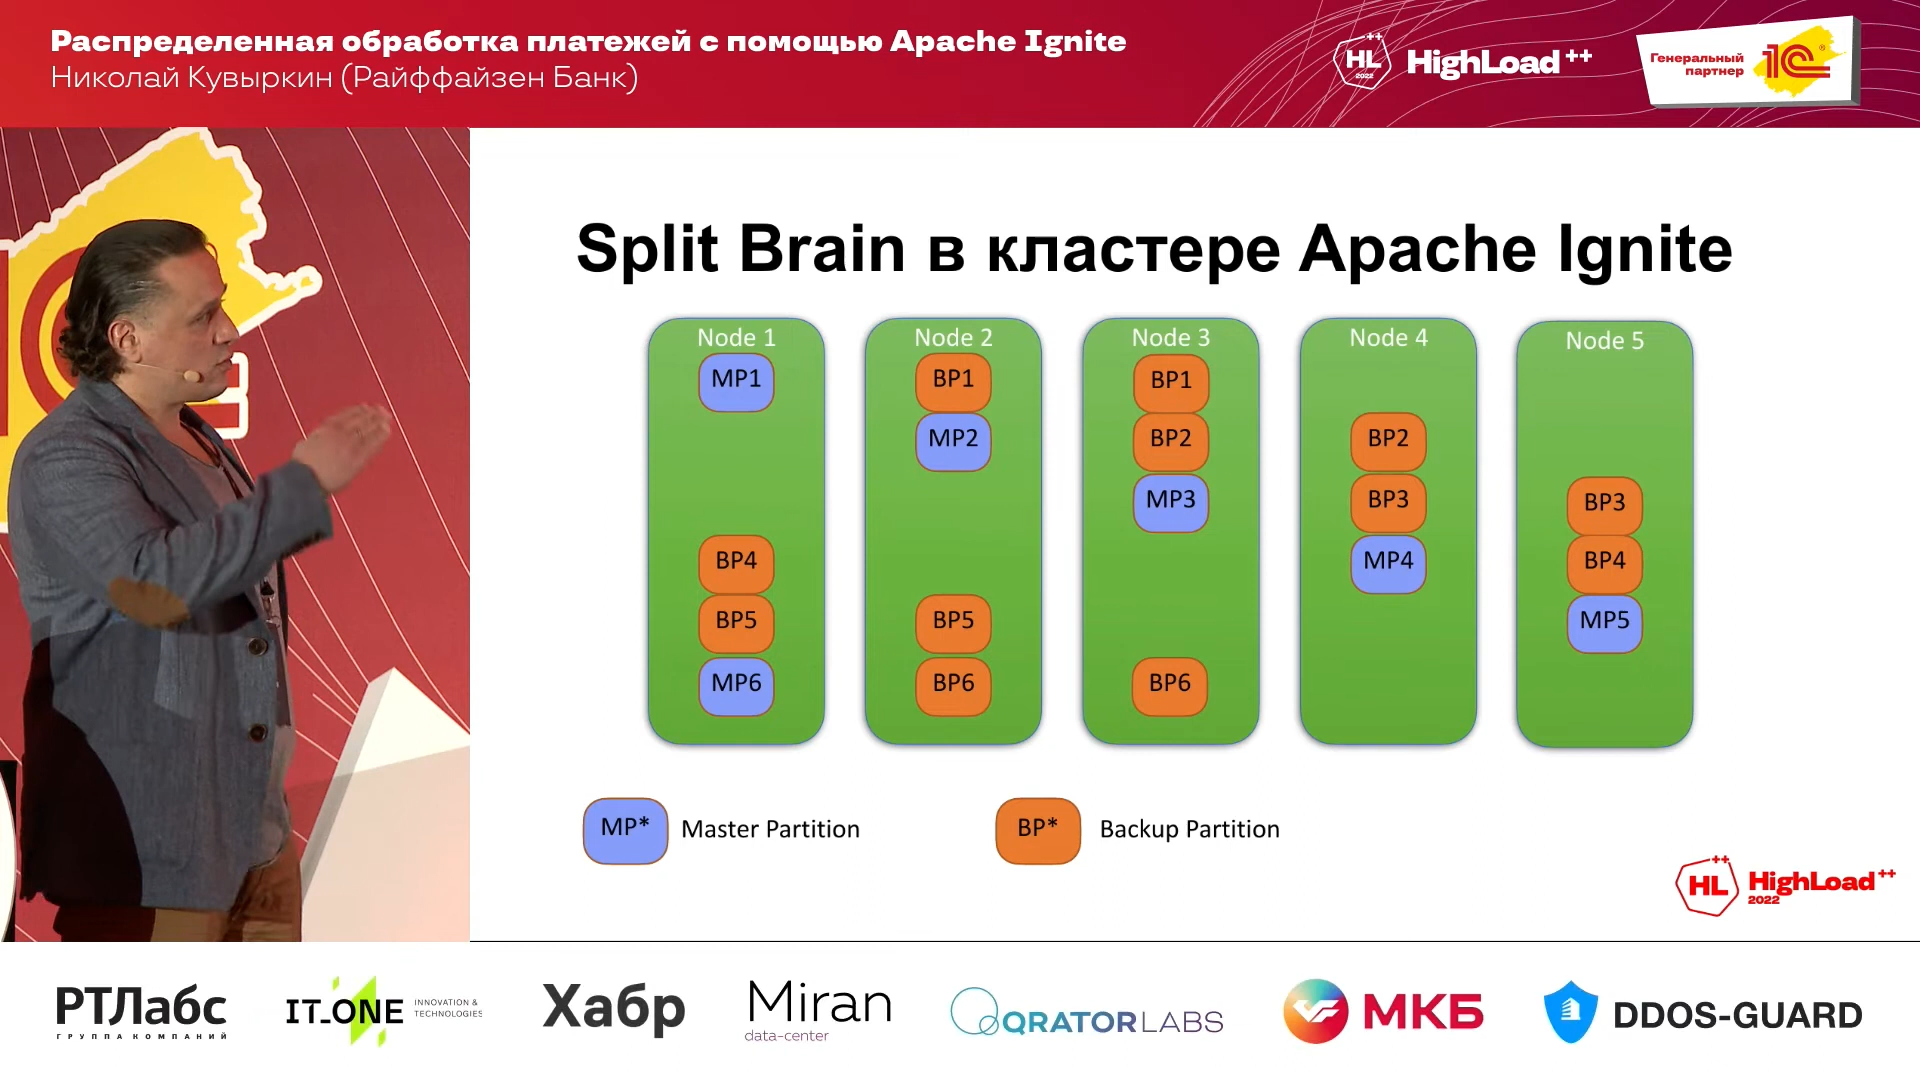 Распределенная обработка платежей с помощью Apache Ignite
Николай Кувыркин (Райффайзен Банк)
HL++ 2022
HighLoad++
Генеральный партнер
1С
Split Brain в кластере Apache Ignite
Node 1
MP1
BP4
BP5
MP6
Node 2
BP1
MP2
BP5
BP6
Node 3
BP1
BP2
MP3
BP6
Node 4
BP2
BP3
MP4
Node 5
BP3
BP4
MP5
MP*
Master Partition
BP*
Backup Partition
HL++
HighLoad++
2022
РТЛабс
ГРУППА КОМПАНИЙ
IT_ONE
INNOVATION &
TECHNOLOGIES
Хабр
Miran
data-center
QRATORLABS
МКБ
DDOS-GUARD